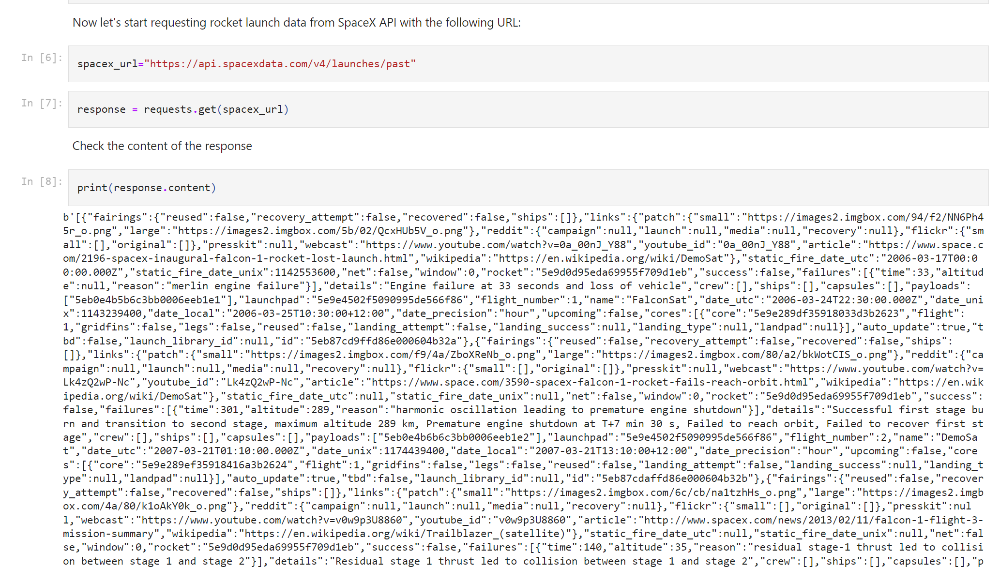 Now let's start requesting rocket launch data from SpaceX API with the following URL:
In [6]:
spacex_url="https://api.spacexdata.com/v4/launches/past"
In [7]:
response = requests.get(spacex_url)
Check the content of the response
In [8]:
print(response.content)
b'[{"fairings":{"reused":false,"recovery_attempt":false,"recovered":false,"ships":[]},"links":{"patch":{"small":"https://images2.imgbox.com/94/f2/NN6Ph4
5r_o.png","large":"https://images2.imgbox.com/5b/02/QcxHUb5V_o.png"},"reddit":{"campaign":null,"launch":null,"media":null,"recovery":null},"flickr":{"sm
all":[],"original":[]},"presskit":null,"webcast":"https://www.youtube.com/watch?v=0a_00nJ_Y88","youtube_id":"0a_00nJ_Y88","article":"https://www.space.c
om/2196-spacex-inaugural-falcon-1-rocket-lost-launch.html","wikipedia":"https://en.wikipedia.org/wiki/DemoSat"},"static_fire_date_utc":"2006-03-17T00:0
0:00.000Z","static_fire_date_unix":1142553600,"net":false,"window":0,"rocket":"5e9d0d95eda69955f709d1eb","success":false,"failures":[{"time":33,"altitud
e":null,"reason":"merlin engine failure"}],"details":"Engine failure at 33 seconds and loss of vehicle","crew":[],"ships":[],"capsules":[],"payloads":
["5eb0e4b5b6c3bb0006eeb1e1"],"launchpad":"5e9e4502f5090995de566f86","flight_number":1,"name":"FalconSat","date_utc":"2006-03-24T22:30:00.000Z","date_uni
x":1143239400,"date_local":"2006-03-25T10:30:00+12:00","date_precision":"hour","upcoming":false,"cores":[{"core":"5e9e289df35918033d3b2623","flight":
1,"gridfins":false,"legs":false,"reused":false,"landing_attempt":false,"landing_success":null,"landing_type":null,"landpad":null}],"auto_update":true,"t
bd":false,"launch_library_id":null,"id":"5eb87cd9ffd86e000604b32a"},{"fairings":{"reused":false,"recovery_attempt":false,"recovered":false,"ships":
[]},"links":{"patch":{"small":"https://images2.imgbox.com/f9/4a/ZboXReNb_o.png","large":"https://images2.imgbox.com/80/a2/bkWotCIS_o.png"},"reddit":{"ca
mpaign":null,"launch":null,"media":null,"recovery":null},"flickr":{"small":[],"original":[]},"presskit":null,"webcast":"https://www.youtube.com/watch?v=
Lk4zQ2wP-Nc","youtube_id":"Lk4zQ2wP-Nc","article":"https://www.space.com/3590-spacex-falcon-1-rocket-fails-reach-orbit.html","wikipedia":"https://en.wik
ipedia.org/wiki/DemoSat"},"static_fire_date_utc":null,"static_fire_date_unix":null,"net":false,"window":0,"rocket":"5e9d0d95eda69955f709d1eb","success":
false,"failures":[{"time":301,"altitude":289,"reason":"harmonic oscillation leading to premature engine shutdown"}],"details":"Successful first stage bu
rn and transition to second stage, maximum altitude 289 km, Premature engine shutdown at T+7 min 30 s, Failed to reach orbit, Failed to recover first st
age","crew":[],"ships":[],"capsules":[],"payloads":["5eb0e4b6b6c3bb0006eeb1e2"],"launchpad":"5e9e4502f5090995de566f86","flight_number":2,"name":"DemoSa
t","date_utc":"2007-03-21T01:10:00.000Z","date_unix":1174439400,"date_local":"2007-03-21T13:10:00+12:00","date_precision":"hour","upcoming":false,"core
s":[{"core":"5e9e289ef35918416a3b2624","flight":1,"gridfins":false,"legs":false,"reused":false,"landing_attempt":false,"landing_success":null,"landing_t
ype":null,"landpad":null}],"auto_update":true,"tbd":false,"launch_library_id":null,"id":"5eb87cdaffd86e000604b32b"},{"fairings":{"reused":false,"recover
y_attempt":false,"recovered":false,"ships":[]},"links":{"patch":{"small":"https://images2.imgbox.com/6c/cb/na1tzhHs_o.png","large":"https://images2.imgb
ox.com/4a/80/k1oAkY0k_o.png"},"reddit":{"campaign":null,"launch":null,"media":null,"recovery":null},"flickr":{"small":[],"original":[]},"presskit":nul
l,"webcast":"https://www.youtube.com/watch?v=v0w9p3U8860","youtube_id":"v0w9p3U8860","article":"http://www.spacex.com/news/2013/02/11/falcon-1-flight-3-
mission-summary","wikipedia":"https://en.wikipedia.org/wiki/Trailblazer_(satellite)"},"static_fire_date_utc":null,"static_fire_date_unix":null,"net":fal
se,"window":0,"rocket":"5e9d0d95eda69955f709d1eb","success":false,"failures":[{"time":140,"altitude":35,"reason":"residual stage-1 thrust led to collisi
on between stage 1 and stage 2"}],"details":"Residual stage 1 thrust led to collision between stage 1 and stage 2","crew":[],"ships":[],"capsules":[],"p